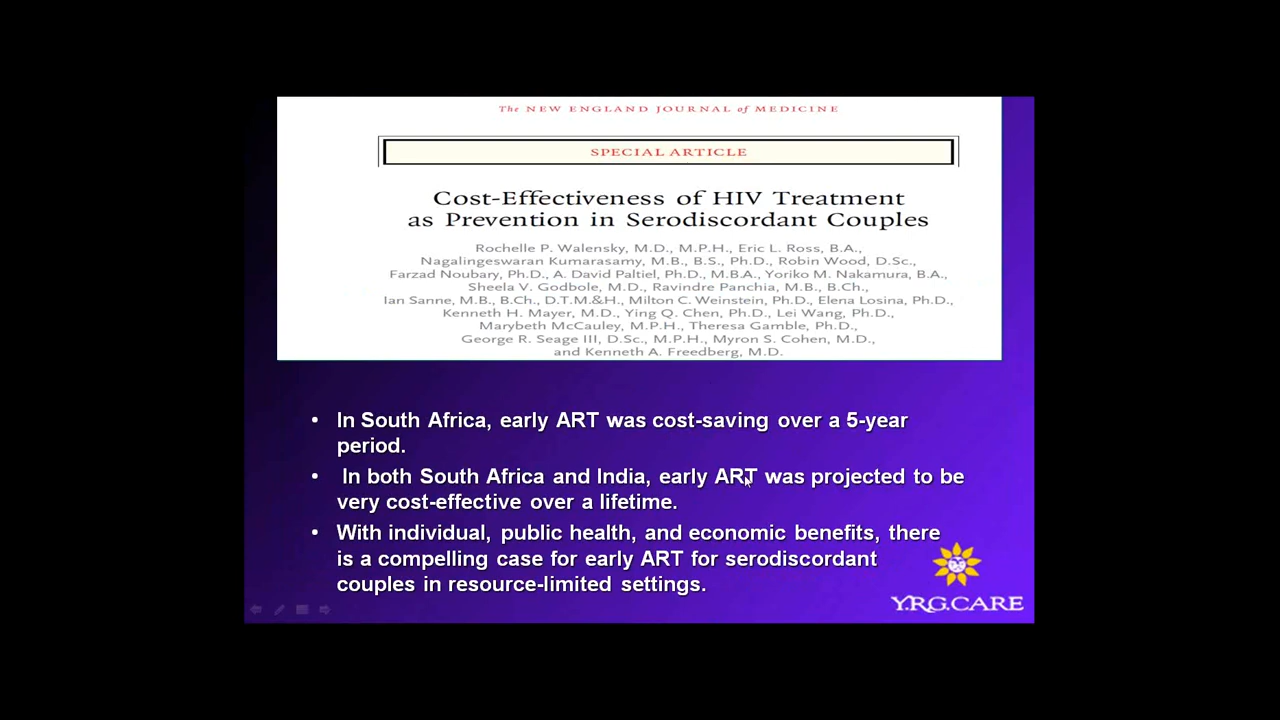 The NEW ENGLAND JOURNAL of MEDICINE
SPECIAL ARTICLE
Cost-Effectiveness of HIV Treatment
as Prevention in Serodiscordant Couples
Rochelle P. Walensky, M.D., M.P.H., Eric L. Ross, B.A.,
Nagalingeswaran Kumarasamy, M.B., B.S., Ph.D., Robin Wood, D.Sc.,
Farzad Noubary, Ph.D., A. David Paltiel, Ph.D., M.B.A., Yoriko M. Nakamura, B.A.,
Sheela V. Godbole, M.D., Ravindre Panchia, M.B., B.Ch.,
Ian Sanne, M.B., B.Ch., D.T.M.&H., Milton C. Weinstein, Ph.D., Elena Losina, Ph.D.,
Kenneth H. Mayer, M.D., Ying Q. Chen, Ph.D., Lei Wang, Ph.D.,
Marybeth McCauley, M.P.H., Theresa Gamble, Ph.D.,
George R. Seage III, D.Sc., M.P.H., Myron S. Cohen, M.D.,
and Kenneth A. Freedberg, M.D.
• In South Africa, early ART was cost-saving over a 5-year
period.
• In both South Africa and India, early ART was projected to be
very cost-effective over a lifetime.
• With individual, public health, and economic benefits, there
is a compelling case for early ART for serodiscordant
couples in resource-limited settings.
Y.R.G.CARE